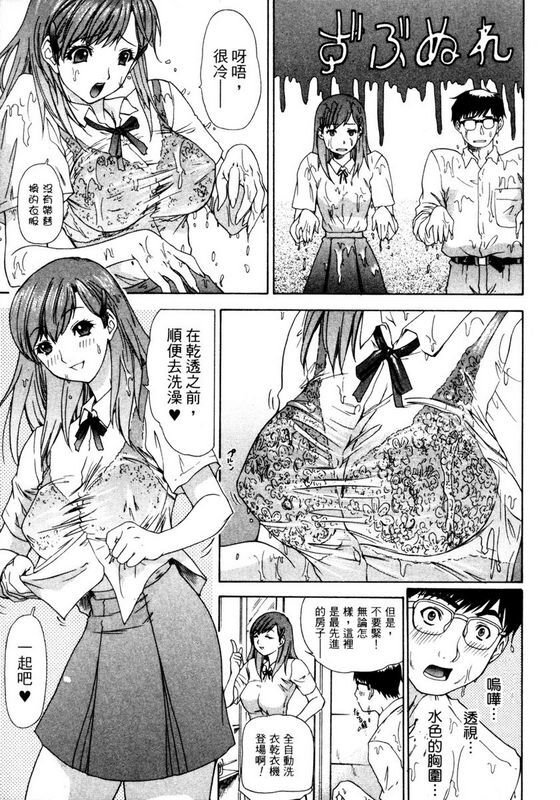 ずぶぬれ
呀唔，
很冷——
沒有帶替
換的衣服
在乾透之前，
順便去洗澡♥
一起吧♥
嗚嘩…
透視…
水色的胸圍…
但是，
不要緊！
無論怎
樣，這裡
是最先進
的房子
全自動洗
衣乾衣機
登場啊！